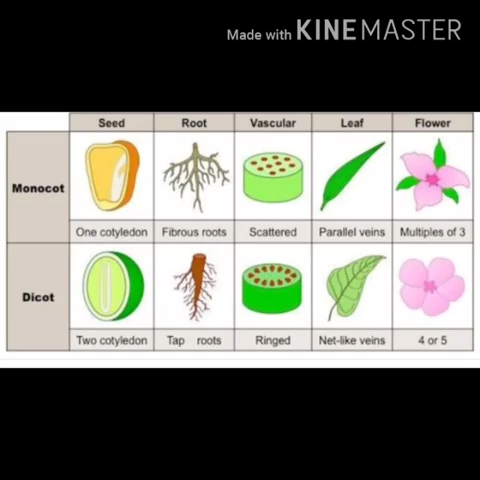 Made with KINEMASTER
Seed Root Vascular Leaf Flower
Monocot
One cotyledon Fibrous roots Scattered Parallel veins Multiples of 3
Dicot
Two cotyledon Tap roots Ringed Net-like veins 4 or 5